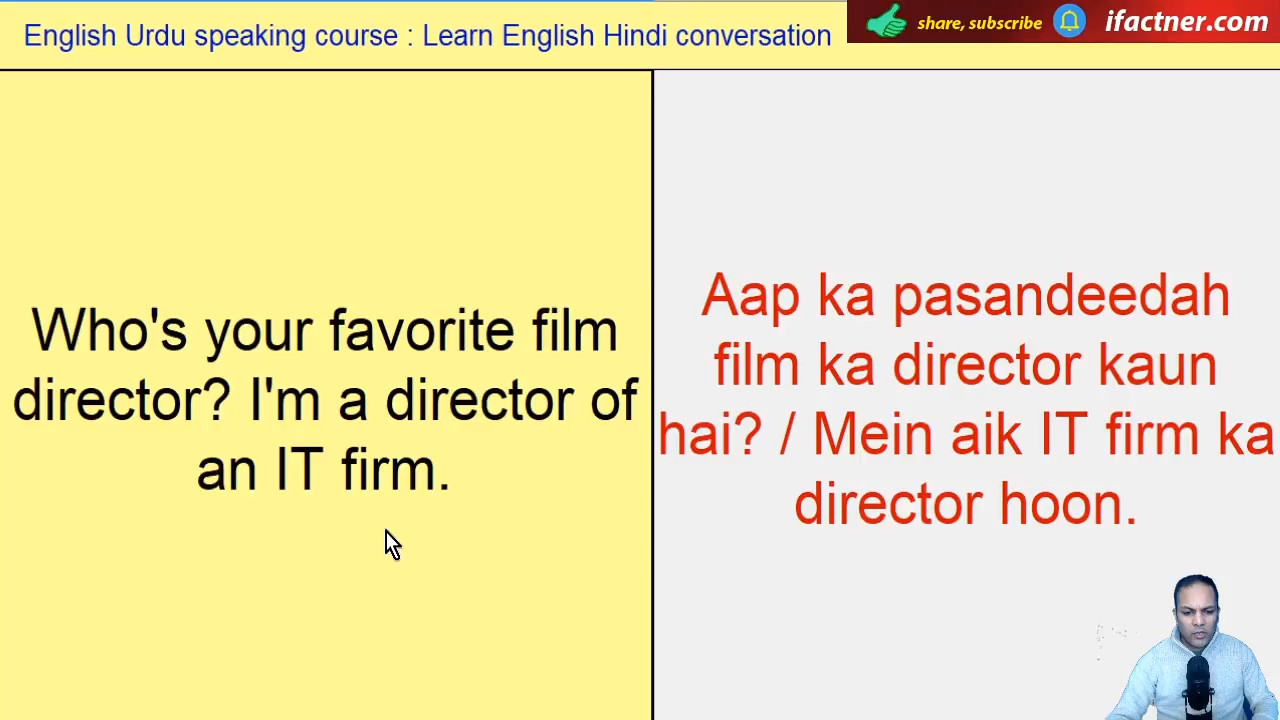 English Urdu speaking course : Learn English Hindi conversation
share, subscribe
ifactner.com
Who's your favorite film
director? I'm a director of
an IT firm.
Aap ka pasandeedah
film ka director kaun
hai? / Mein aik IT firm ka
director hoon.